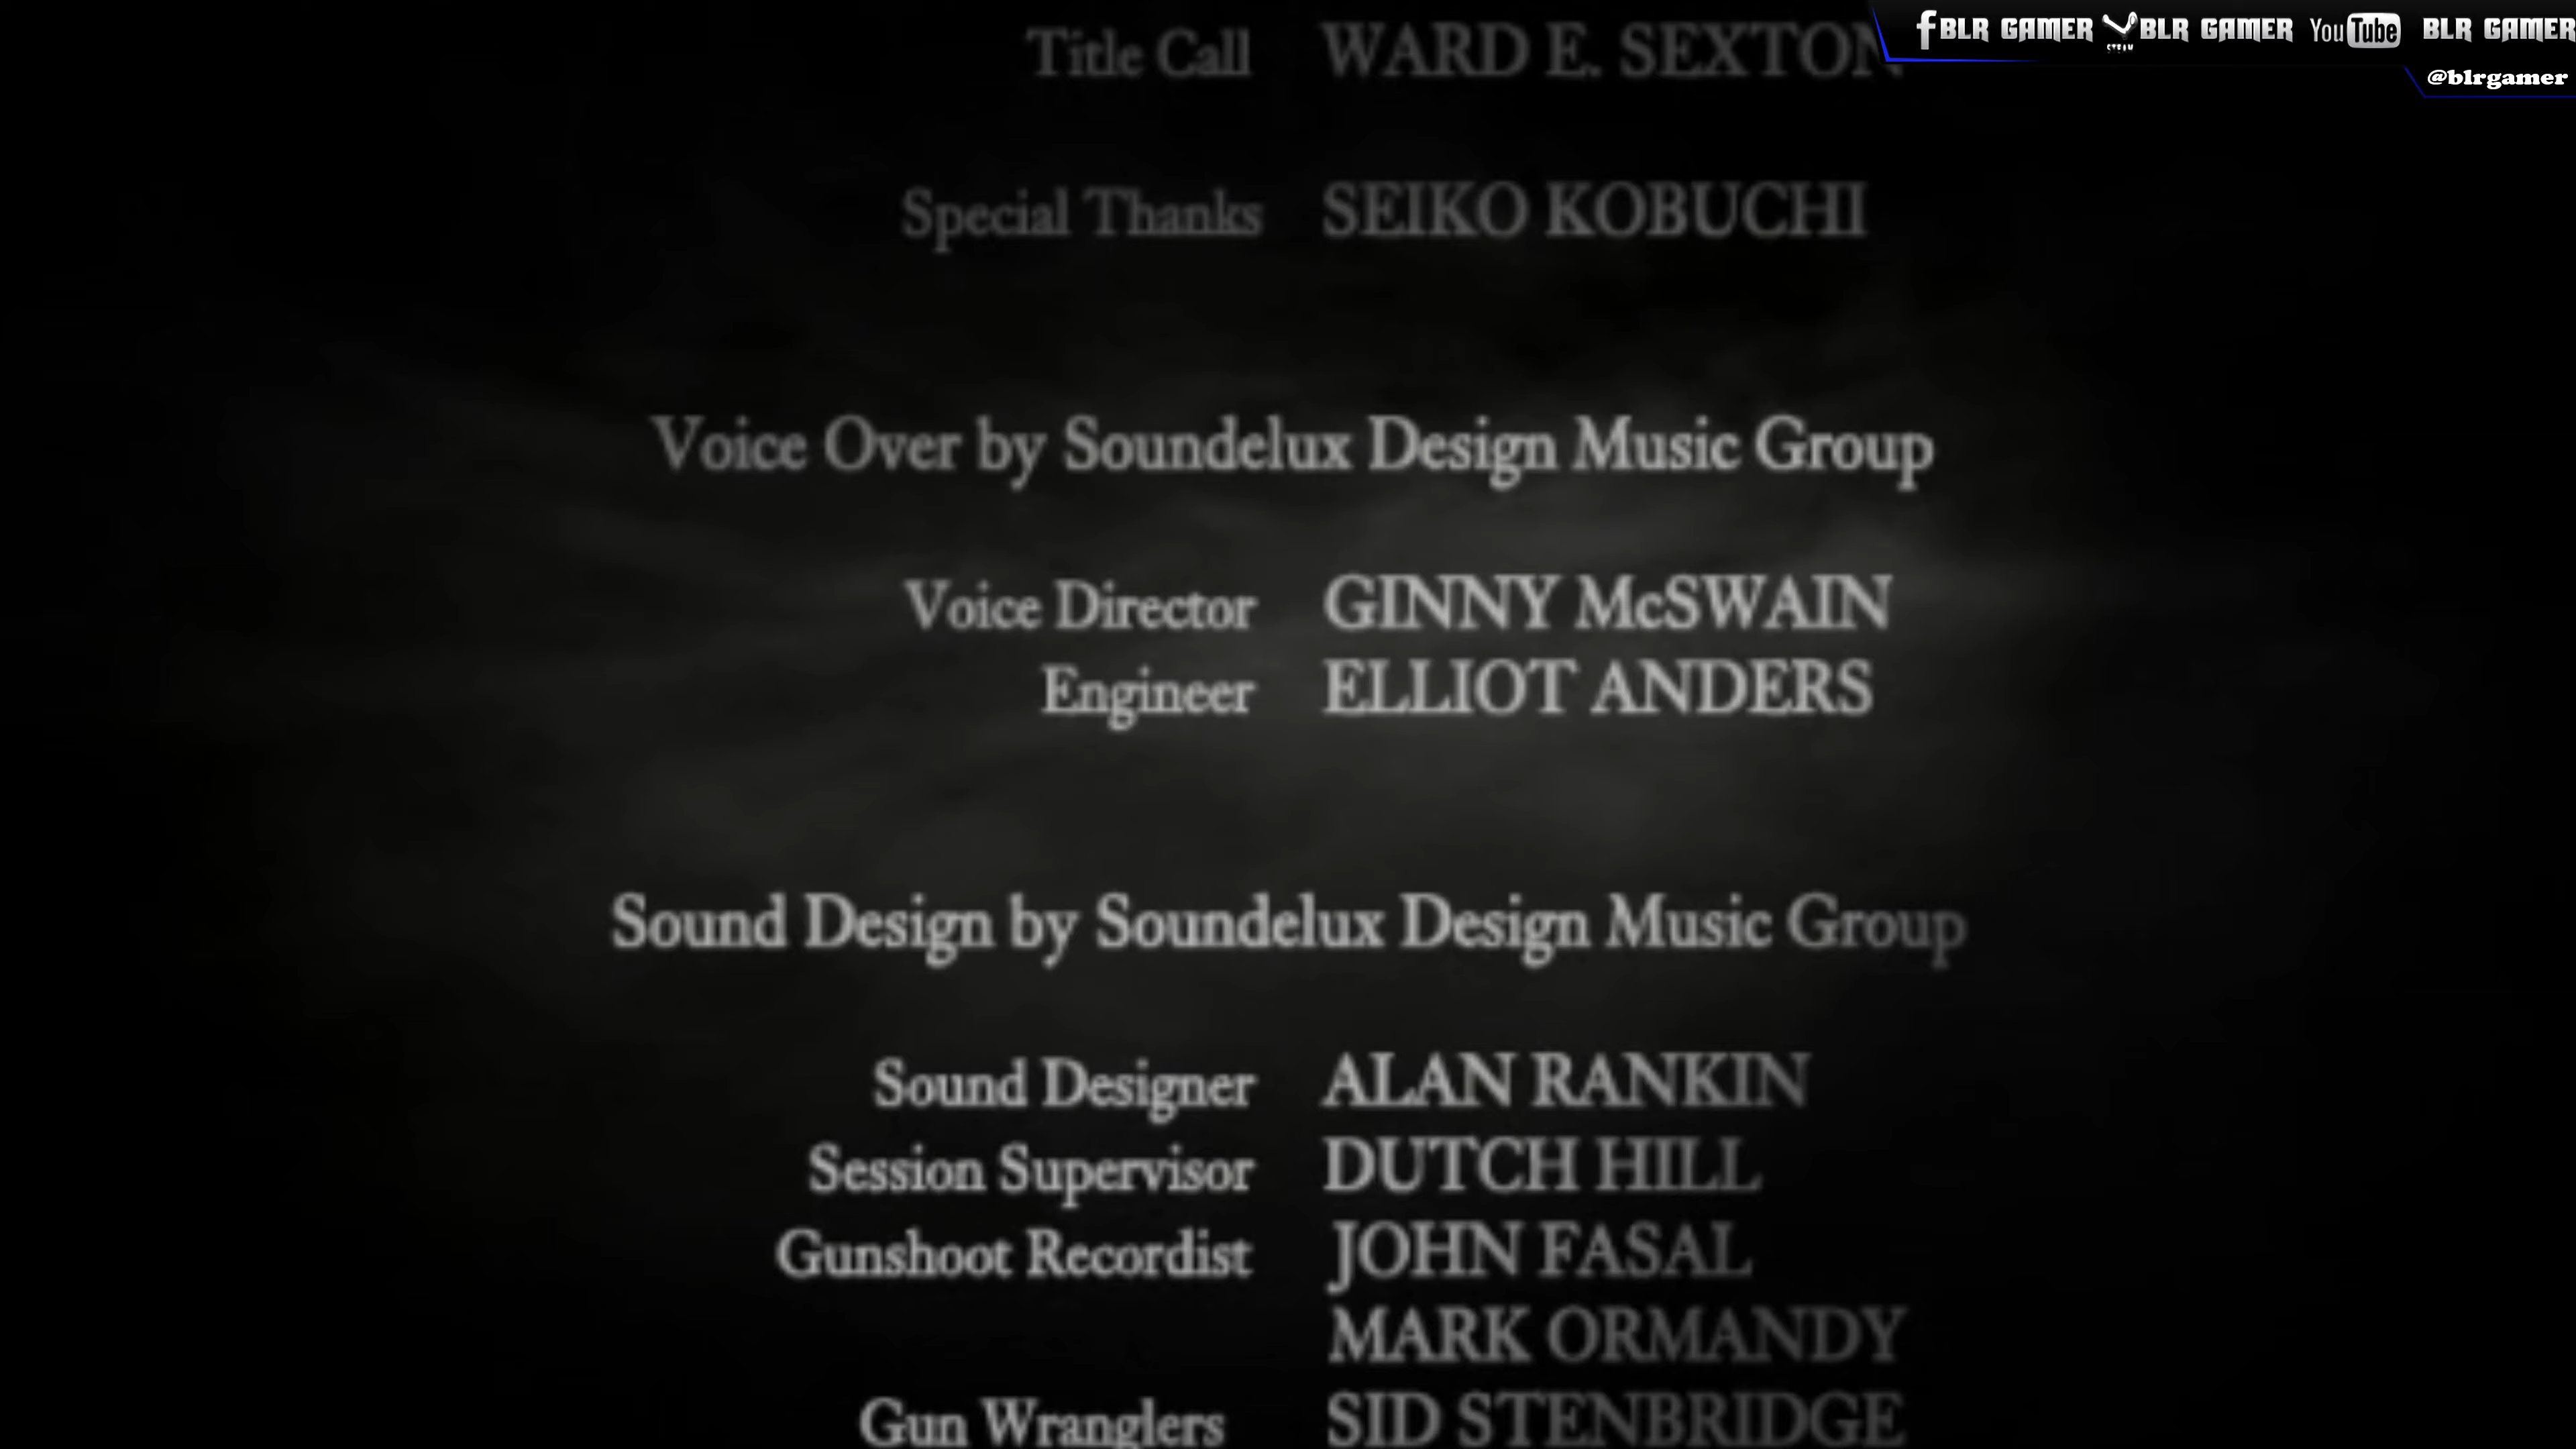 Title Call WARD E. SEXTON
fBLR GAMER STEAM BLR GAMER YouTube BLR GAMER
@blrgamer
Special Thanks SEIKO KOBUCHI
Voice Over by Soundelux Design Music Group
Voice Director GINNY McSWAIN
Engineer ELLIOT ANDERS
Sound Design by Soundelux Design Music Group
Sound Designer ALAN RANKIN
Session Supervisor DUTCH HILL
Gunshoot Recordist JOHN FASAL
MARK ORMANDY
Gun Wranglers SID STENBRIDGE